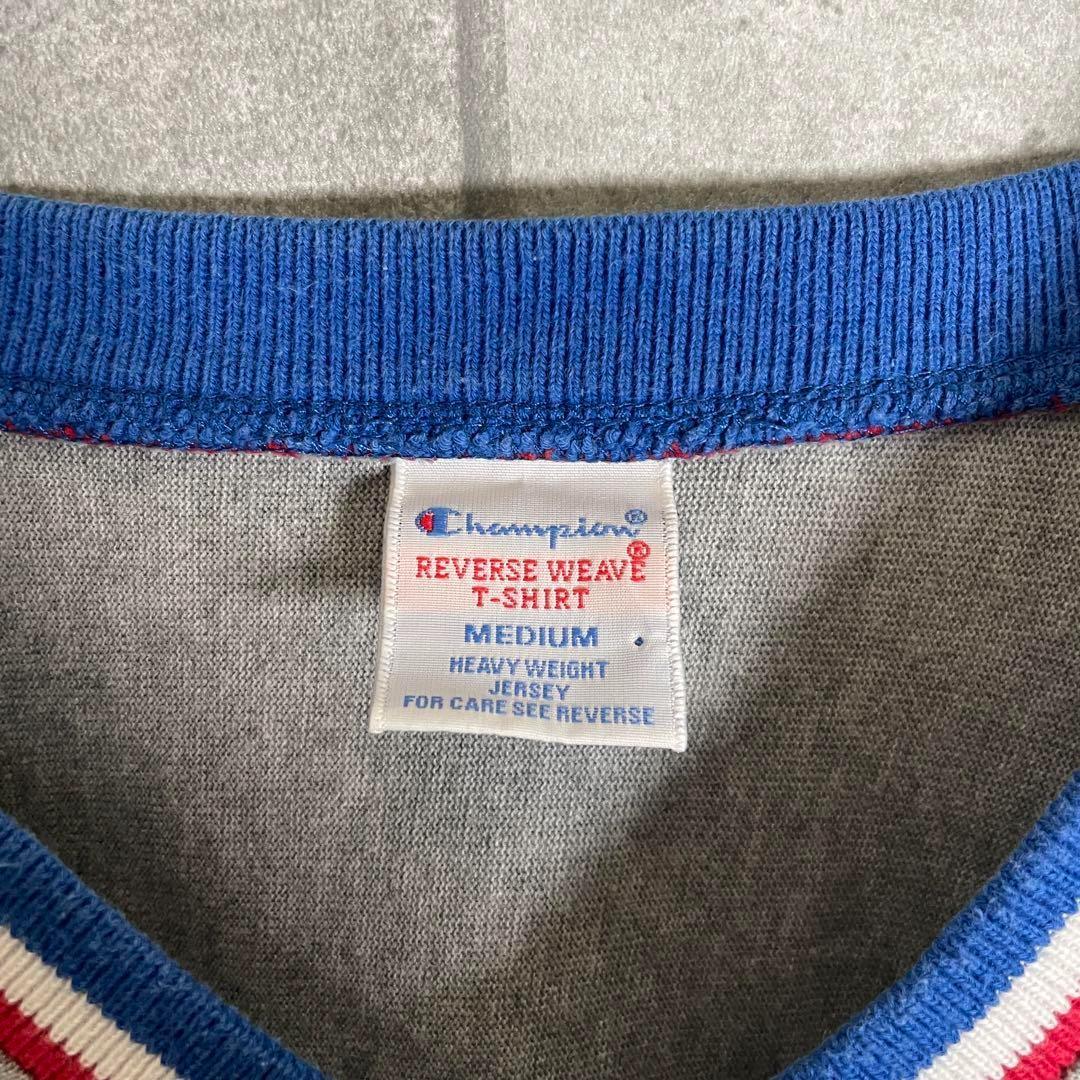 Champion®
REVERSE WEAVE®
T-SHIRT
MEDIUM
HEAVY WEIGHT
JERSEY
FOR CARE SEE REVERSE